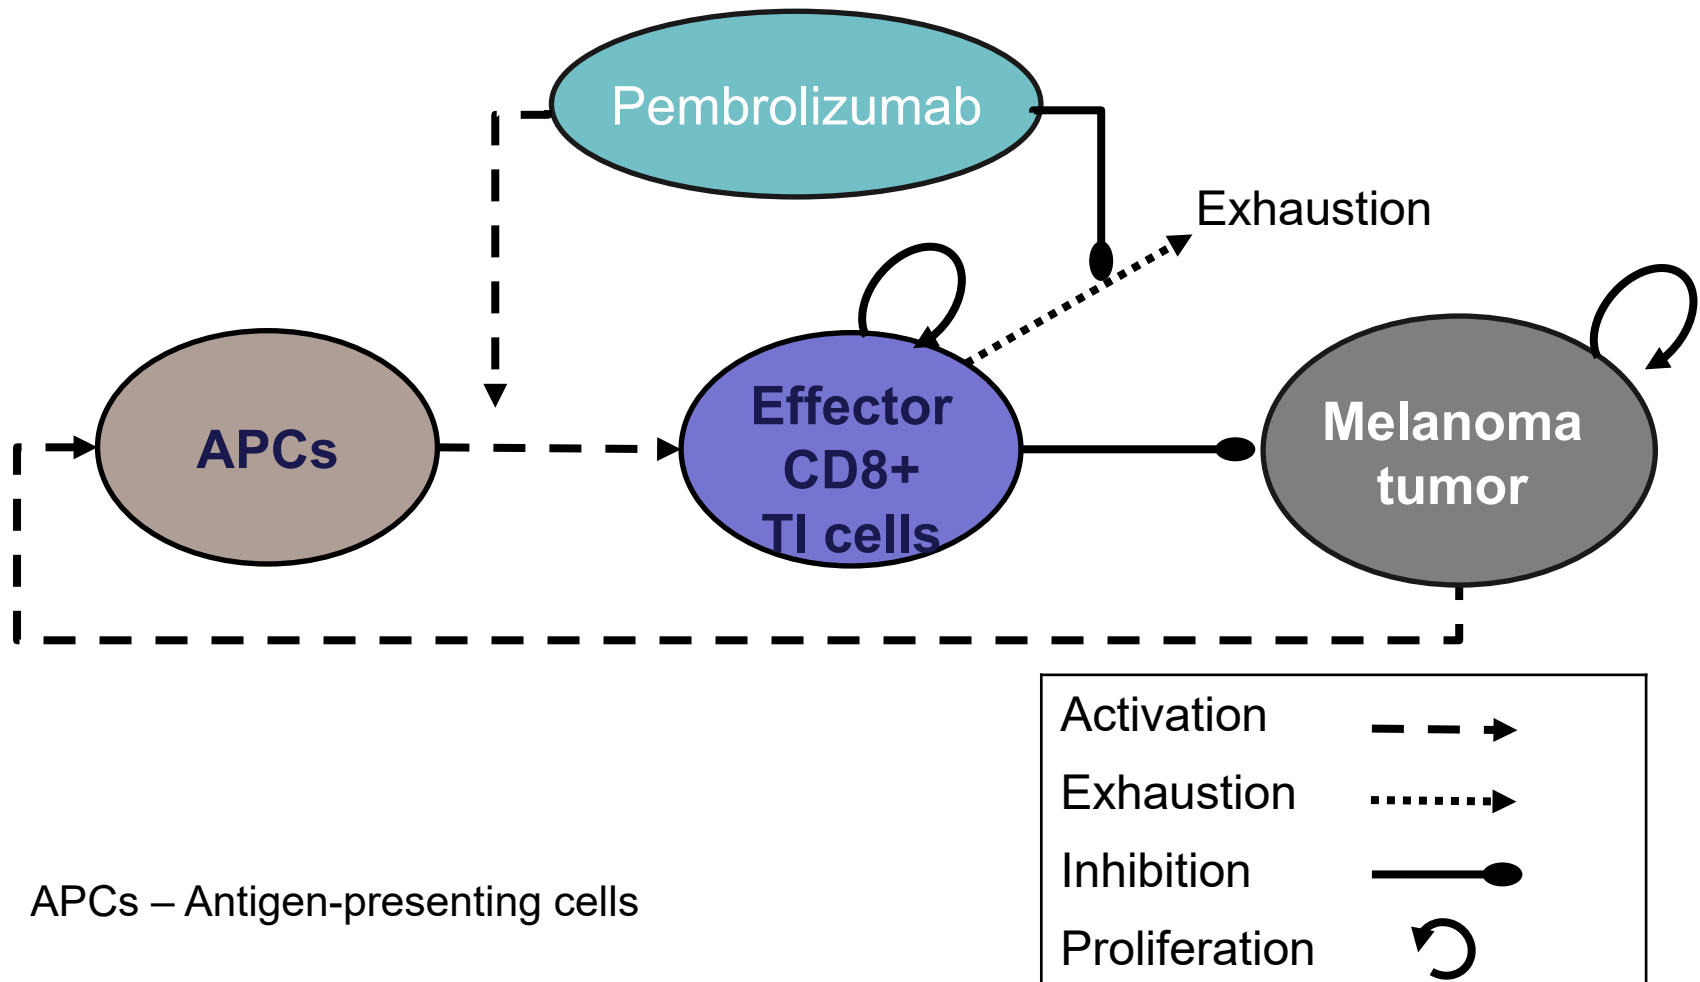 Pembrolizumab
Exhaustion
APCs
Effector
CD8+
TI cells
Melanoma
tumor
Activation
Exhaustion
Inhibition
Proliferation
APCs – Antigen-presenting cells